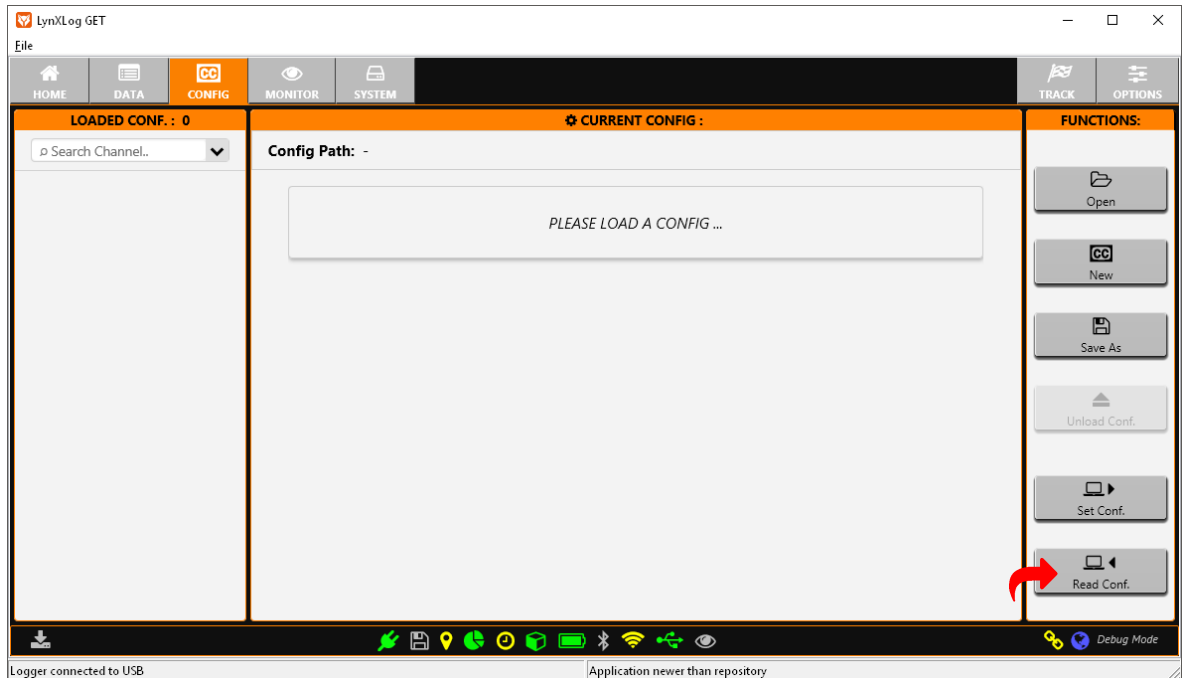 LynXLog GET
File
HOME DATA CONFIG MONITOR SYSTEM TRACK OPTIONS
LOADED CONF. : 0
CURRENT CONFIG :
FUNCTIONS:
Search Channel..
Config Path: -
PLEASE LOAD A CONFIG ...
Open
CC
New
Save As
Unload Conf.
Set Conf.
Read Conf.
Debug Mode
Logger connected to USB
Application newer than repository